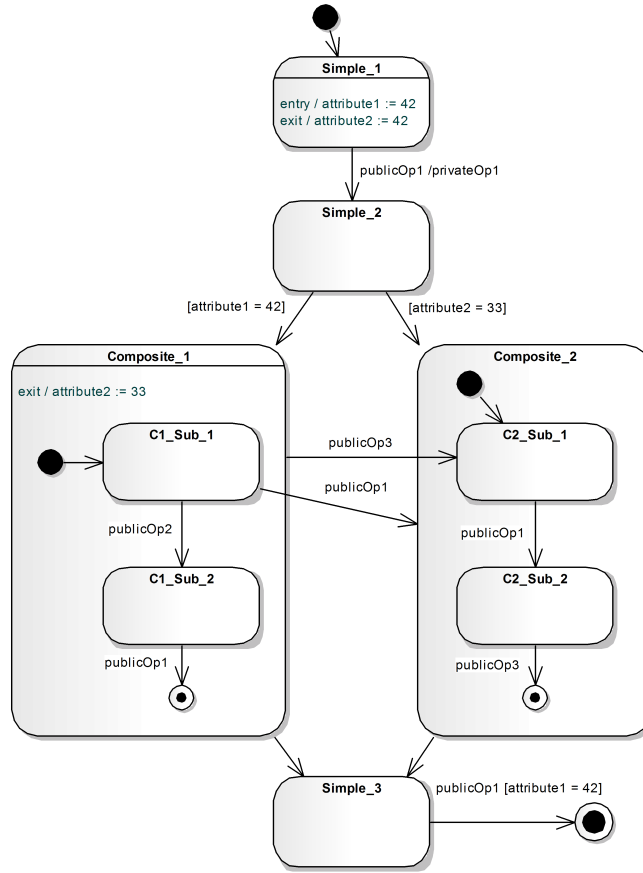 Simple_1
entry / attribute1 := 42
exit / attribute2 := 42
publicOp1 /privateOp1
Simple_2
[attribute1 = 42]
[attribute2 = 33]
Composite_1
exit / attribute2 := 33
Composite_2
C1_Sub_1
C2_Sub_1
publicOp3
publicOp1
publicOp2
publicOp1
C1_Sub_2
C2_Sub_2
publicOp1
publicOp3
Simple_3
publicOp1 [attribute1 = 42]